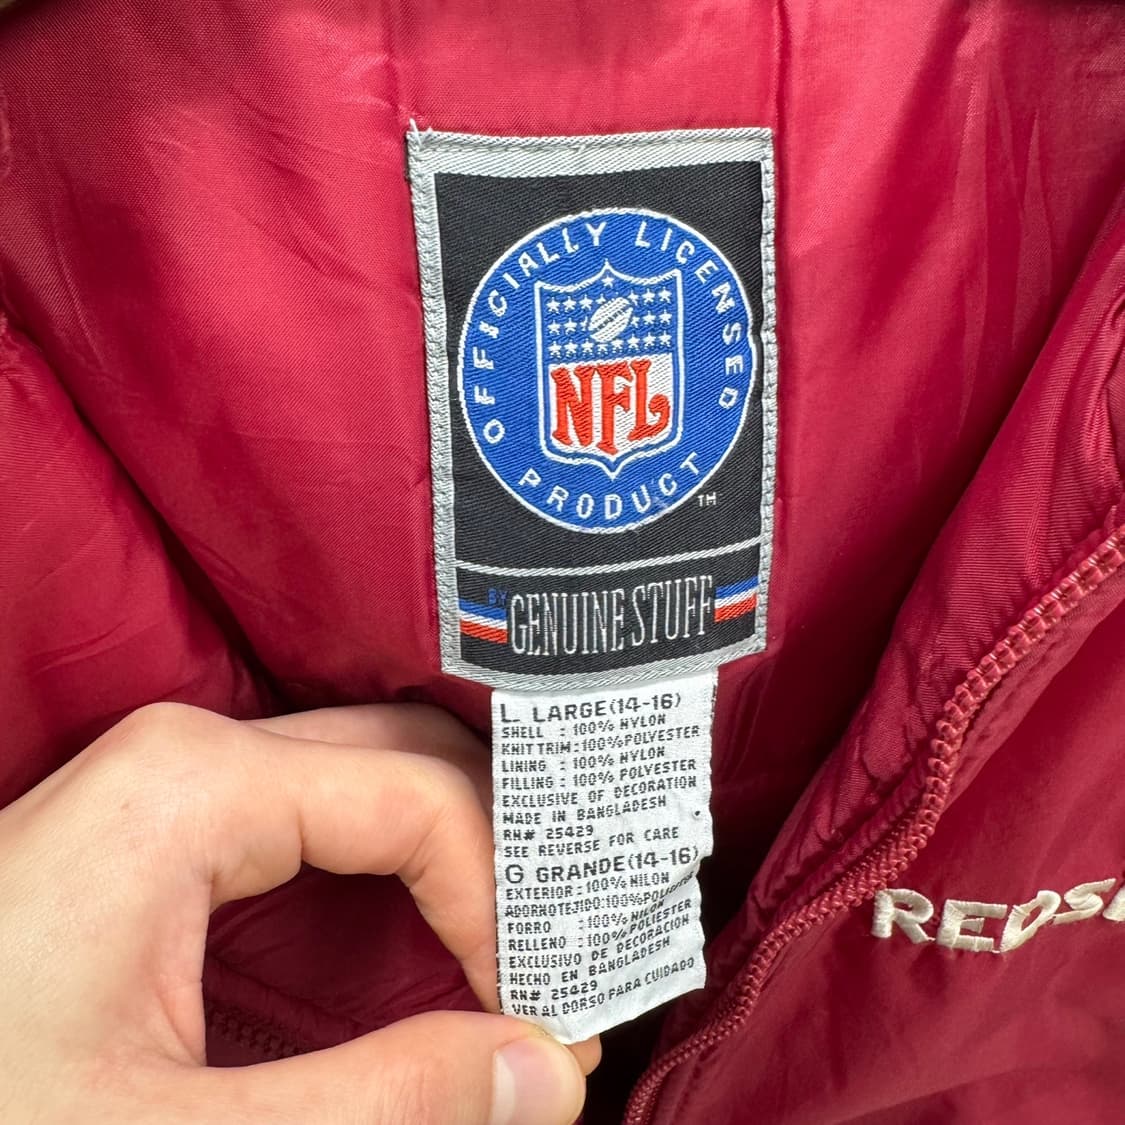 OFFICIALLY LICENSED
NFL
PRODUCT
TM
BY
GENUINE STUFF
L LARGE(14-16)
SHELL : 100% NYLON
KNIT TRIM : 100% POLYESTER
LINING : 100% NYLON
FILLING : 100% POLYESTER
EXCLUSIVE OF DECORATION
MADE IN BANGLADESH
RN# 25429
SEE REVERSE FOR CARE
G GRANDE(14-16)
EXTERIOR : 100% NILON
ADORNOTEJIDO:100%POLIESTER
FORRO : 100% NILON
RELLENO : 100% POLIESTER
EXCLUSIVO DE DECORACION
HECHO EN BANGLADESH
RN# 25429
VER AL DORSO PARA CUIDADO
REDS